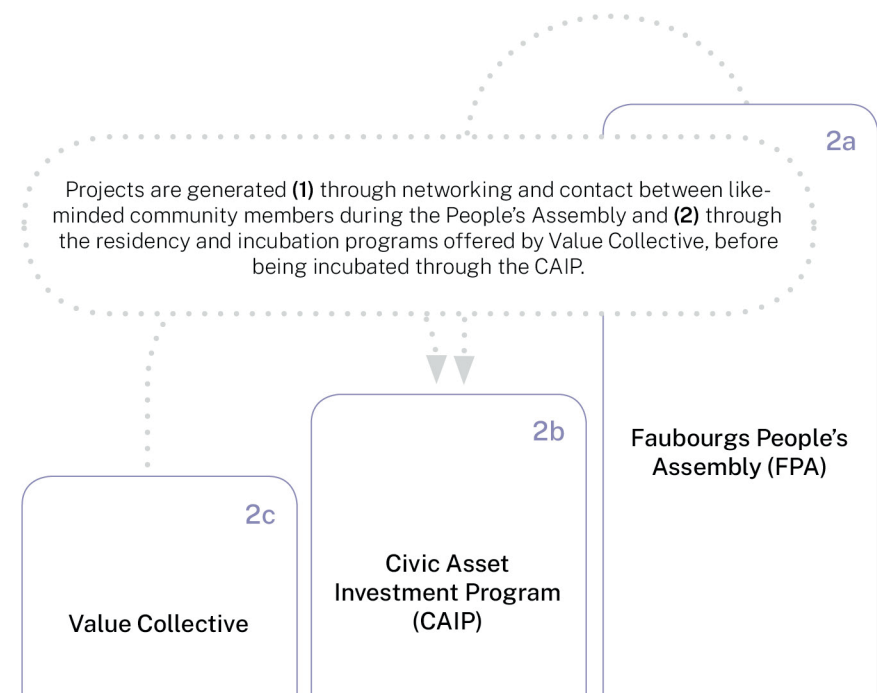 2a
Projects are generated (1) through networking and contact between like-
minded community members during the People’s Assembly and (2) through
the residency and incubation programs offered by Value Collective, before
being incubated through the CAIP.
2b
Faubourgs People’s
Assembly (FPA)
2c
Civic Asset
Investment Program
(CAIP)
Value Collective